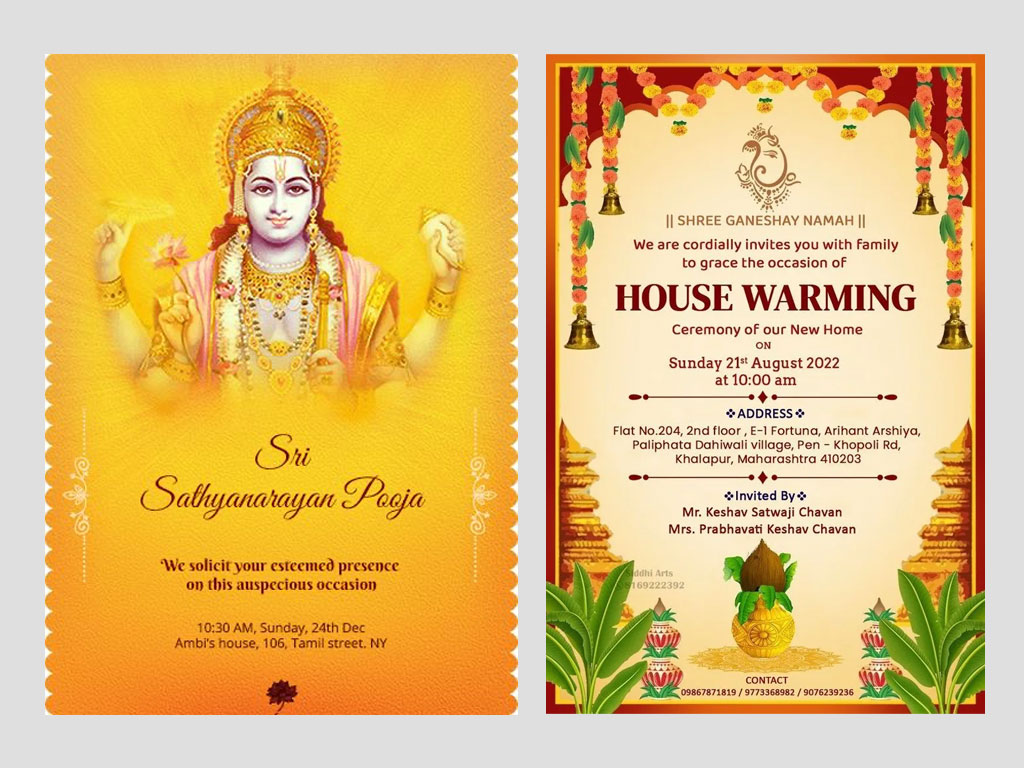 Sri
Sathyanarayan Pooja
We solicit your esteemed presence
on this auspecious occasion
10:30 AM, Sunday, 24th Dec
Ambi's house, 106, Tamil street. NY
|| SHREE GANESHAY NAMAH ||
We are cordially invites you with family
to grace the occasion of
HOUSE WARMING
Ceremony of our New Home
ON
Sunday 21st August 2022
at 10:00 am
❖ADDRESS❖
Flat No.204, 2nd floor , E-1 Fortuna, Arihant Arshiya,
Paliphata Dahiwali village, Pen - Khopoli Rd,
Khalapur, Maharashtra 410203
❖Invited By❖
Mr. Keshav Satwaji Chavan
Mrs. Prabhavati Keshav Chavan
Arts
CONTACT
09867871819 / 9773368982 / 9076239236